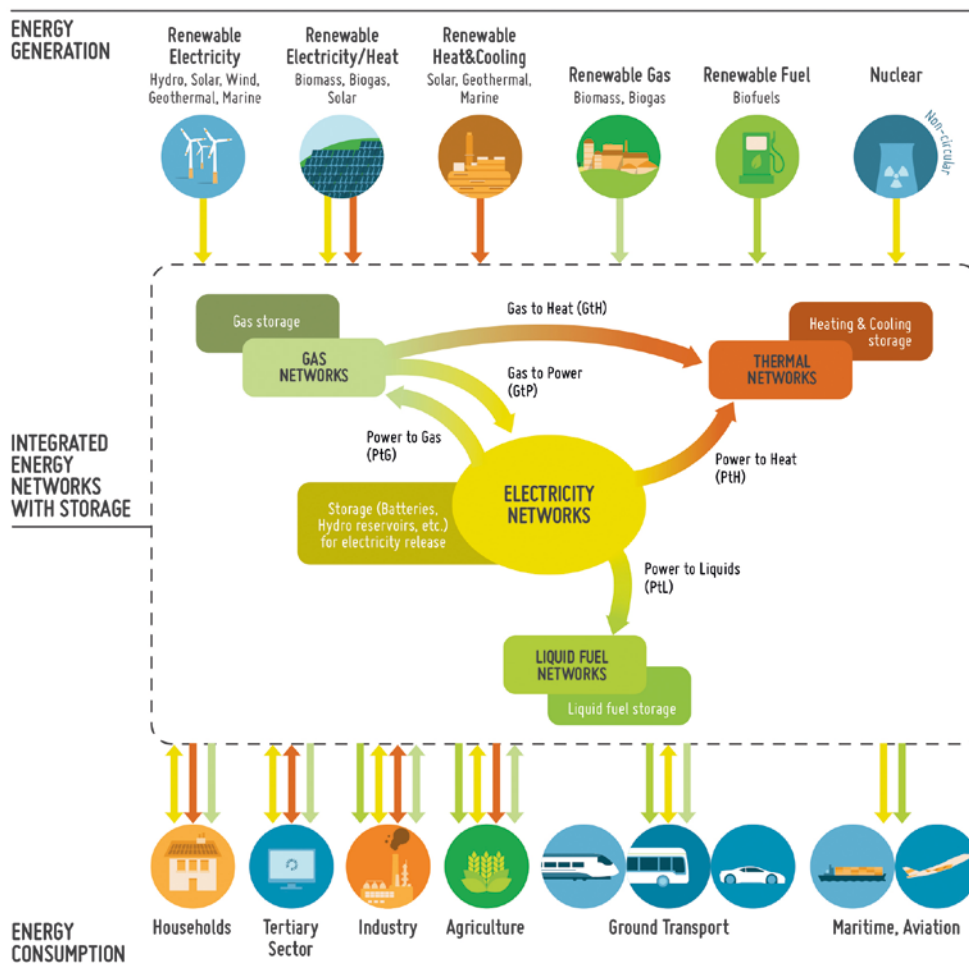 ENERGY
GENERATION
Renewable
Electricity
Hydro, Solar, Wind,
Geothermal, Marine
Renewable
Electricity/Heat
Biomass, Biogas,
Solar
Renewable
Heat&Cooling
Solar, Geothermal,
Marine
Renewable Gas
Biomass, Biogas
Renewable Fuel
Biofuels
Nuclear
Non-circular
Gas storage
GAS
NETWORKS
Gas to Heat (GtH)
Heating & Cooling
storage
THERMAL
NETWORKS
Gas to Power
(GtP)
Power to Gas
(PtG)
Power to Heat
(PtH)
INTEGRATED
ENERGY
NETWORKS
WITH STORAGE
ELECTRICITY
NETWORKS
Storage (Batteries,
Hydro reservoirs, etc.)
for electricity release
Power to Liquids
(PtL)
LIQUID FUEL
NETWORKS
Liquid fuel storage
Households
Tertiary
Sector
Industry
Agriculture
Ground Transport
Maritime, Aviation
ENERGY
CONSUMPTION